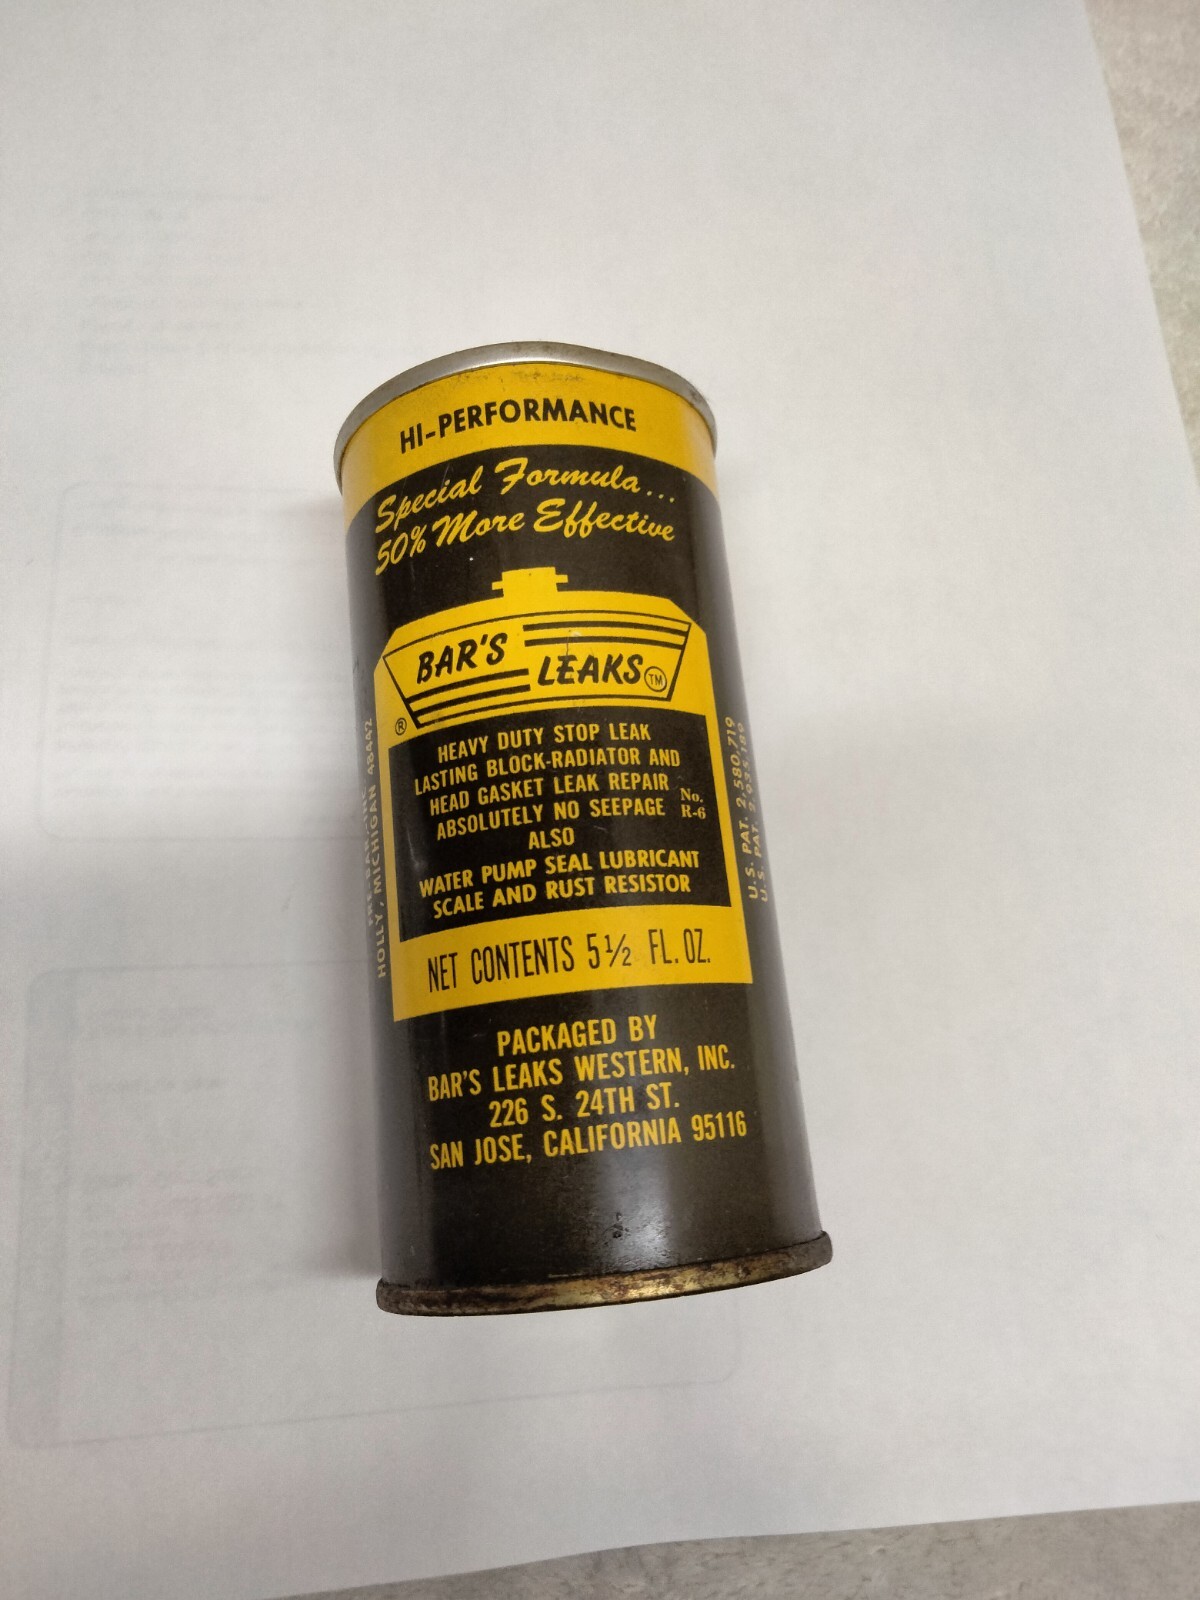 HI-PERFORMANCE
Special Formula...
50% More Effective
BAR'S
LEAKS TM
®
HEAVY DUTY STOP LEAK
LASTING BLOCK-RADIATOR AND
HEAD GASKET LEAK REPAIR
ABSOLUTELY NO SEEPAGE
No.
R-6
ALSO
WATER PUMP SEAL LUBRICANT
SCALE AND RUST RESISTOR
NET CONTENTS 5½ FL. OZ.
PACKAGED BY
BAR'S LEAKS WESTERN, INC.
226 S. 24TH ST.
SAN JOSE, CALIFORNIA 95116
HOLLY, MICHIGAN 48442
U.S. PAT. 2,580,719
U.S. PAT.